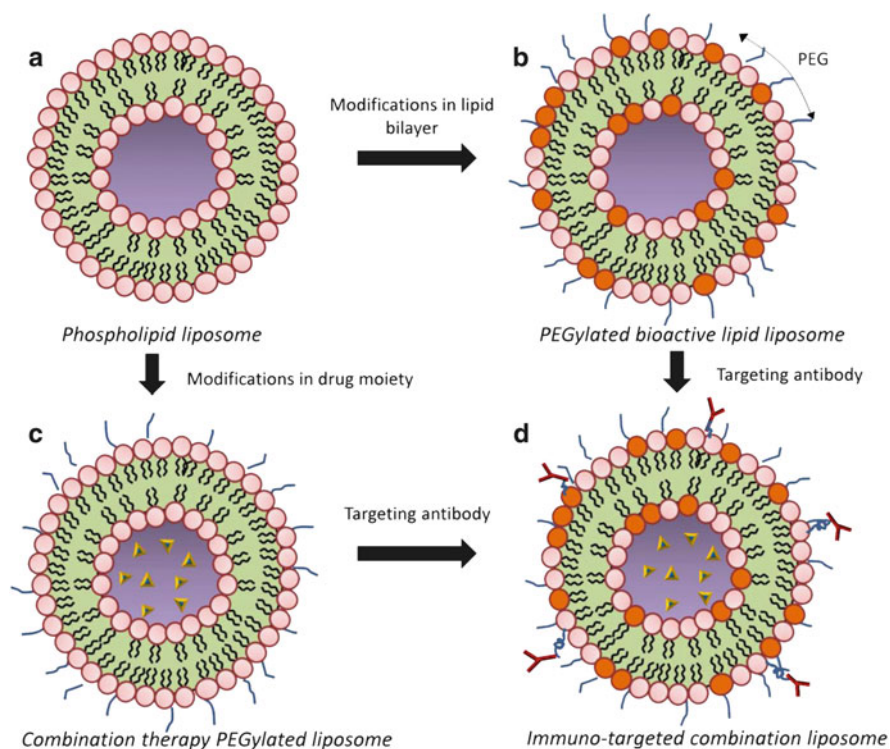 a
b
PEG
Modifications in lipid
bilayer
Phospholipid liposome
PEGylated bioactive lipid liposome
Modifications in drug moiety
Targeting antibody
c
d
Targeting antibody
Combination therapy PEGylated liposome
Immuno-targeted combination liposome